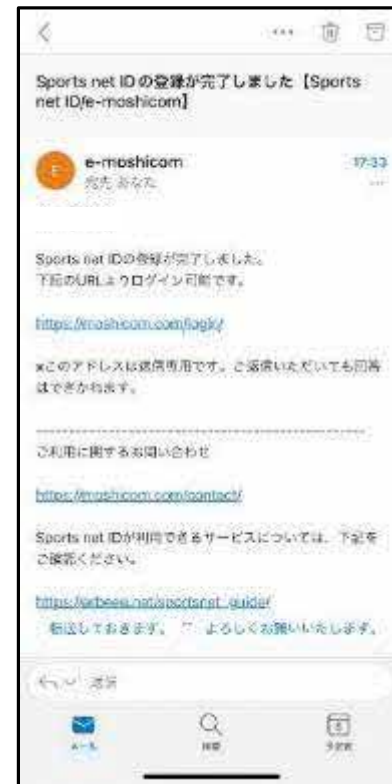 Sports net ID の登録が完了しました【Sports
net ID/e-moshicom】
E
e-moshicom
17:33
宛先 あなた
Sports net IDの登録が完了しました。
下記のURLよりログイン可能です。
https://moshicom.com/login/
※このアドレスは送信専用です。ご返信いただいても回答
はできかねます。
ご利用に関するお問い合わせ
https://moshicom.com/contact/
Sports net IDが利用できるサービスについては、下記を
ご確認ください。
転送しておきます。
よろしくお願いいたします。
返信
メール
検索
予定表